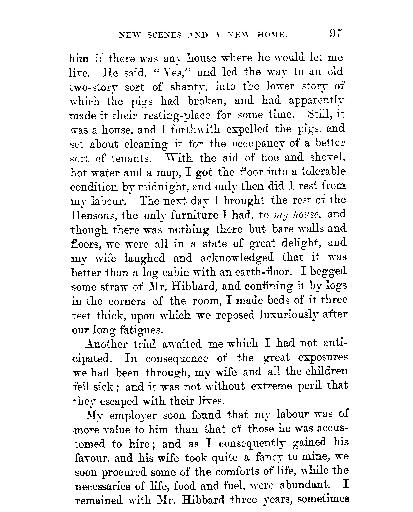 NEW SCENES AND A NEW HOME. 97
him if there was any house where he would let me
live. He said, "Yes," and led the way to an old
two-story sort of shanty, into the lower story of
which the pigs had broken, and had apparently
made it their resting-place for some time. Still, it
was a house, and I forthwith expelled the pigs, and
set about cleaning it for the occupancy of a better
sort of tenants. With the aid of hoe and shovel,
hot water and a mop, I got the floor into a tolerable
condition by midnight, and only then did I rest from
my labour. The next day I brought the rest of the
Hensons, the only furniture I had, to my house, and
though there was nothing there but bare walls and
floors, we were all in a state of great delight, and
my wife laughed and acknowledged that it was
better than a log cabin with an earth-floor. I begged
some straw of Mr. Hibbard, and confining it by logs
in the corners of the room, I made beds of it three
feet thick, upon which we reposed luxuriously after
our long fatigues.
Another trial awaited me which I had not anti-
cipated. In consequence of the great exposures
we had been through, my wife and all the children
fell sick; and it was not without extreme peril that
they escaped with their lives.
My employer soon found that my labour was of
more value to him than that of those he was accus-
tomed to hire; and as I consequently gained his
favour, and his wife took quite a fancy to mine, we
soon procured some of the comforts of life, while the
necessaries of life, food and fuel, were abundant. I
remained with Mr. Hibbard three years, sometimes